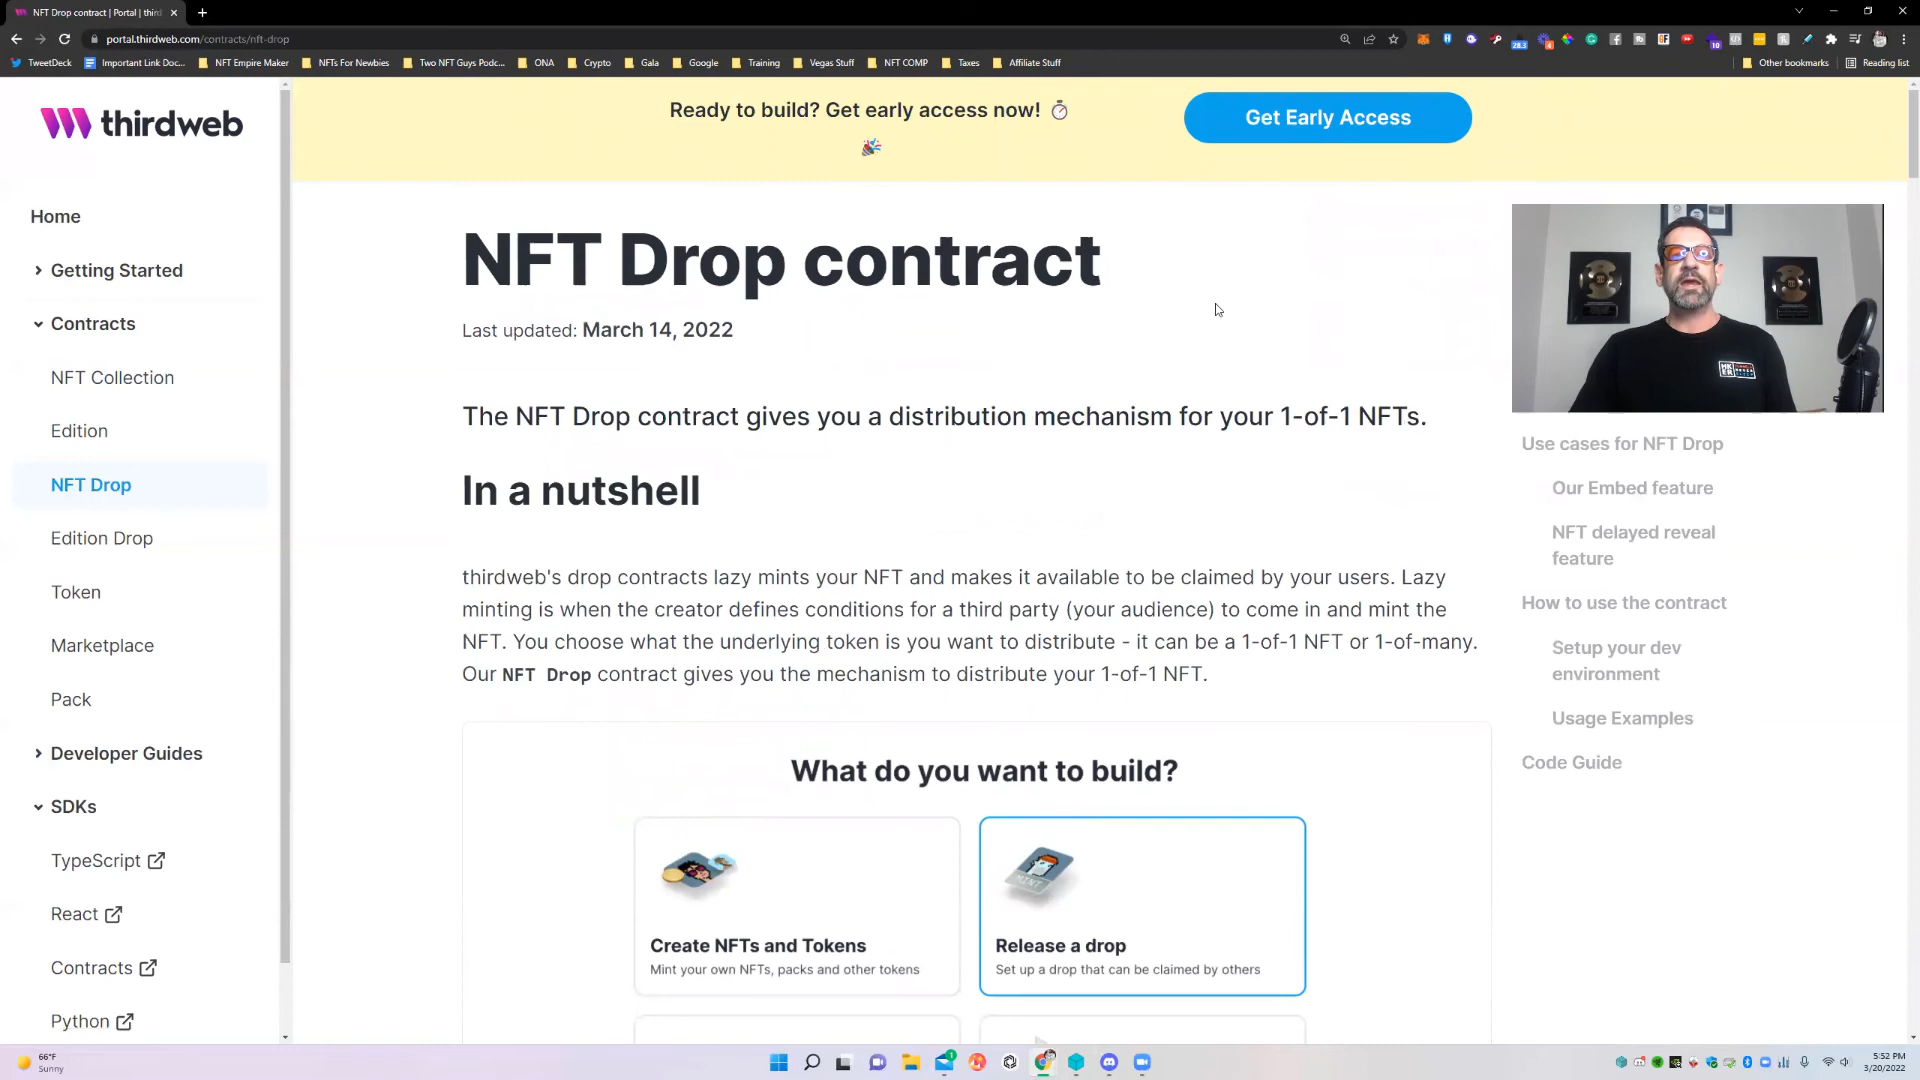 NFT Drop contract | Portal | third
portal.thirdweb.com/contracts/nft-drop
TweetDeck
Important Link Doc...
NFT Empire Maker
NFTs For Newbies
Two NFT Guys Podc...
ONA
Crypto
Gala
Google
Training
Vegas Stuff
NFT COMP
Taxes
Affiliate Stuff
Other bookmarks
Reading list
thirdweb
Ready to build? Get early access now! ⏱️
🎉
Get Early Access
Home
Getting Started
Contracts
NFT Collection
Edition
NFT Drop
Edition Drop
Token
Marketplace
Pack
Developer Guides
SDKs
TypeScript
React
Contracts
Python
NFT Drop contract
Last updated: March 14, 2022
The NFT Drop contract gives you a distribution mechanism for your 1-of-1 NFTs.
In a nutshell
thirdweb's drop contracts lazy mints your NFT and makes it available to be claimed by your users. Lazy
minting is when the creator defines conditions for a third party (your audience) to come in and mint the
NFT. You choose what the underlying token is you want to distribute - it can be a 1-of-1 NFT or 1-of-many.
Our NFT Drop contract gives you the mechanism to distribute your 1-of-1 NFT.
What do you want to build?
Create NFTs and Tokens
Mint your own NFTs, packs and other tokens
MINT
Release a drop
Set up a drop that can be claimed by others
Use cases for NFT Drop
Our Embed feature
NFT delayed reveal
feature
How to use the contract
Setup your dev
environment
Usage Examples
Code Guide
66°F
Sunny
5:52 PM
3/20/2022